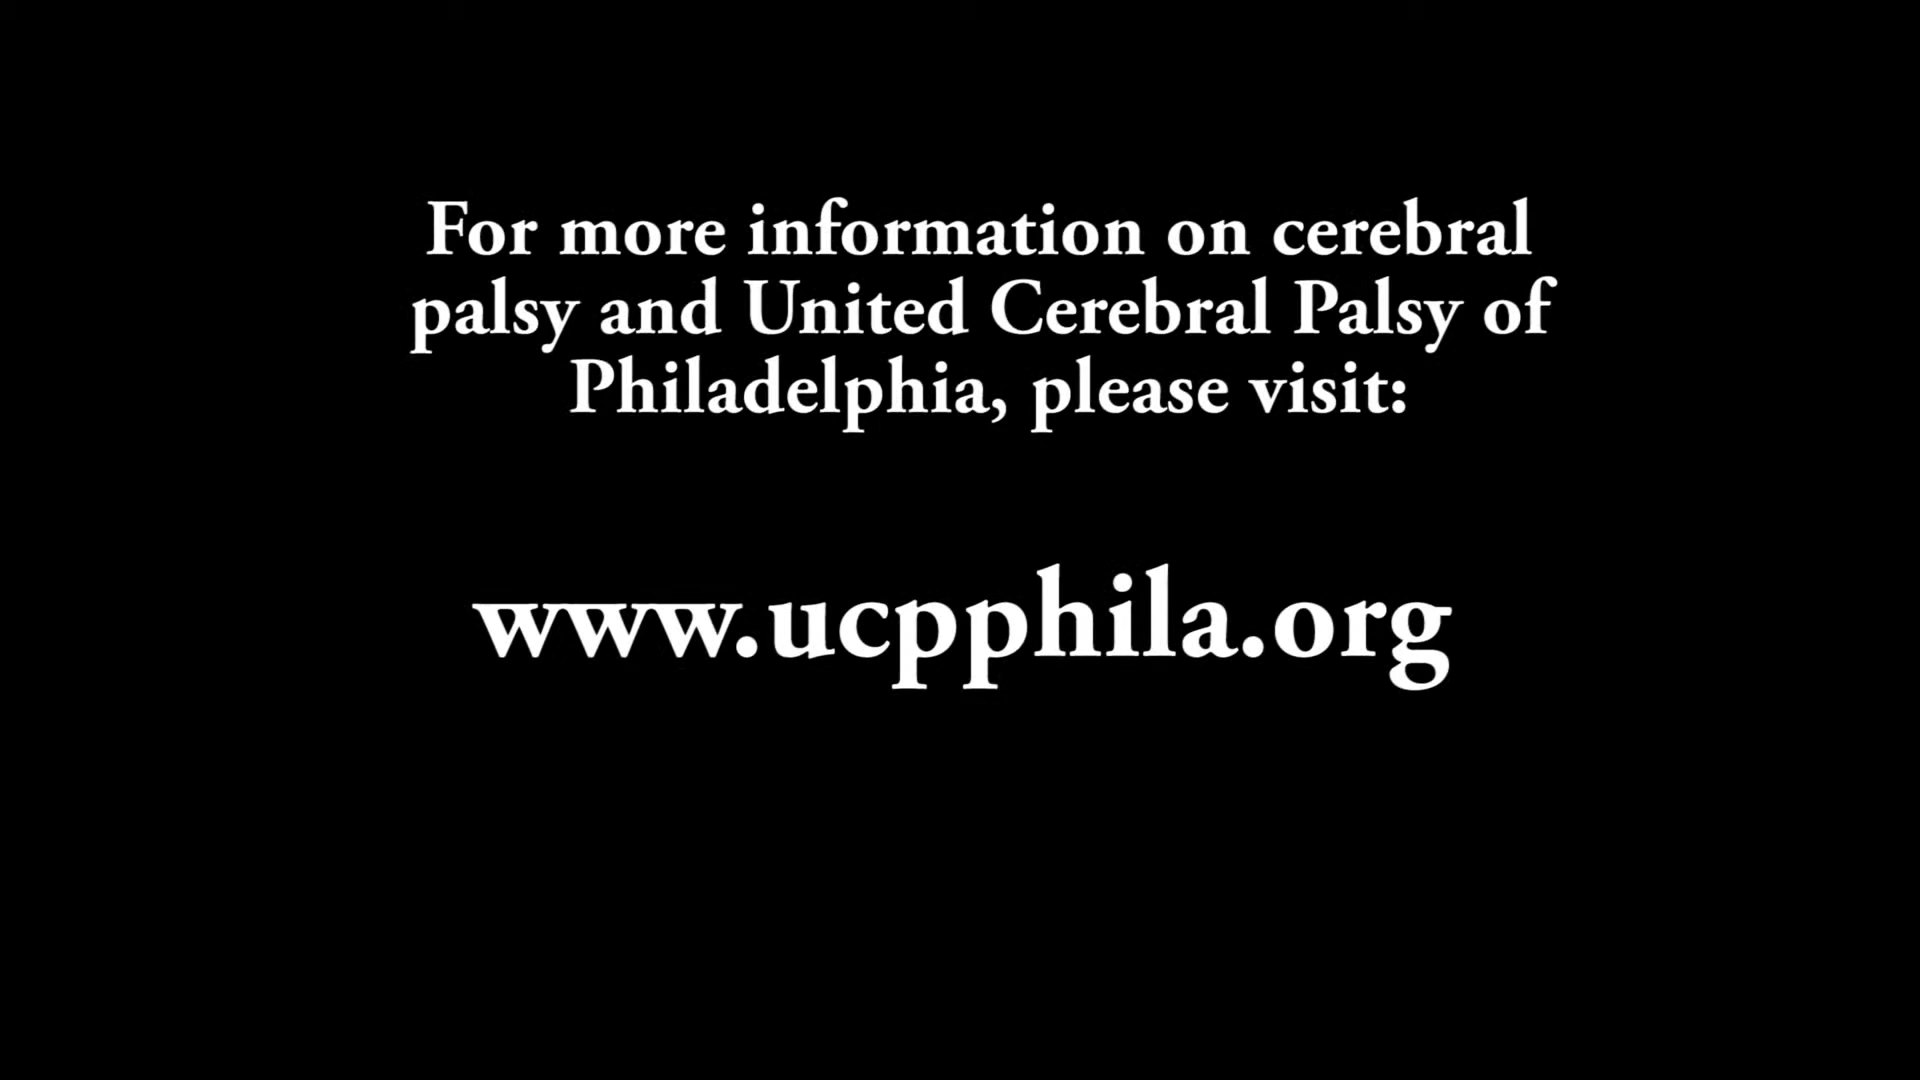 For more information on cerebral
palsy and United Cerebral Palsy of
Philadelphia, please visit:
www.ucpphila.org